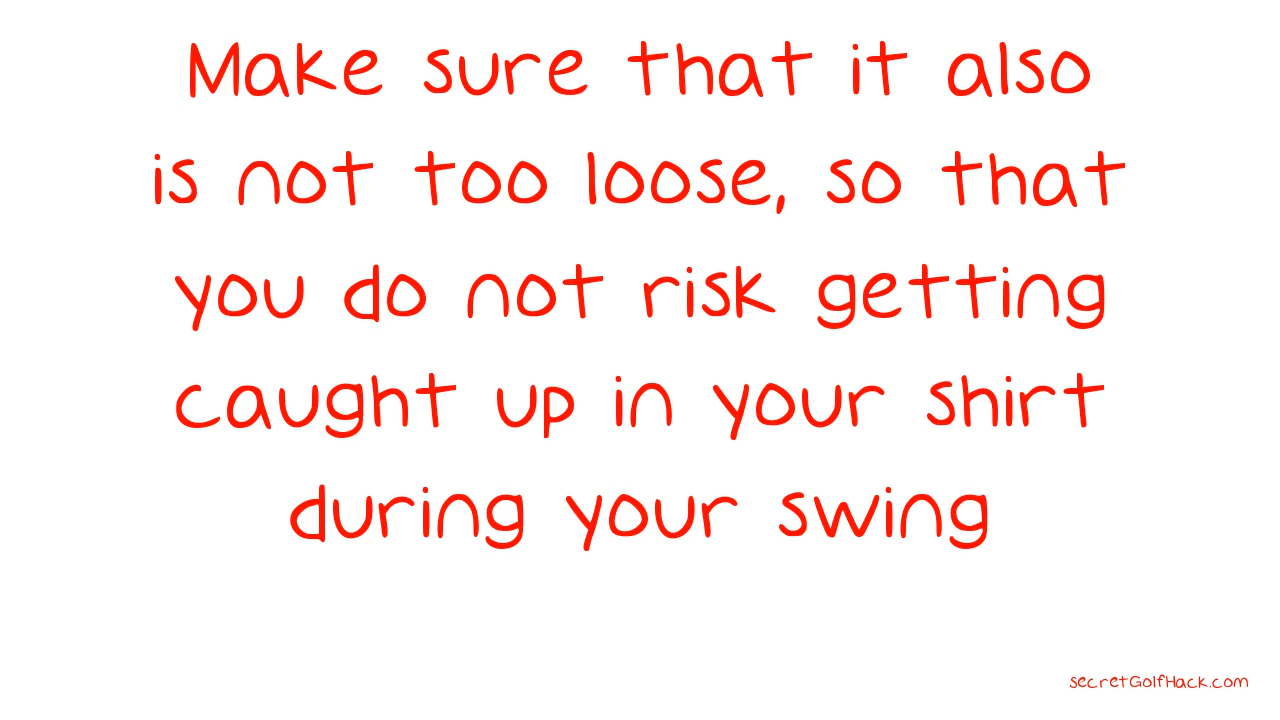 Make sure that it also
is not too loose, so that
you do not risk getting
caught up in your shirt
during your swing
secretGolfHack.com